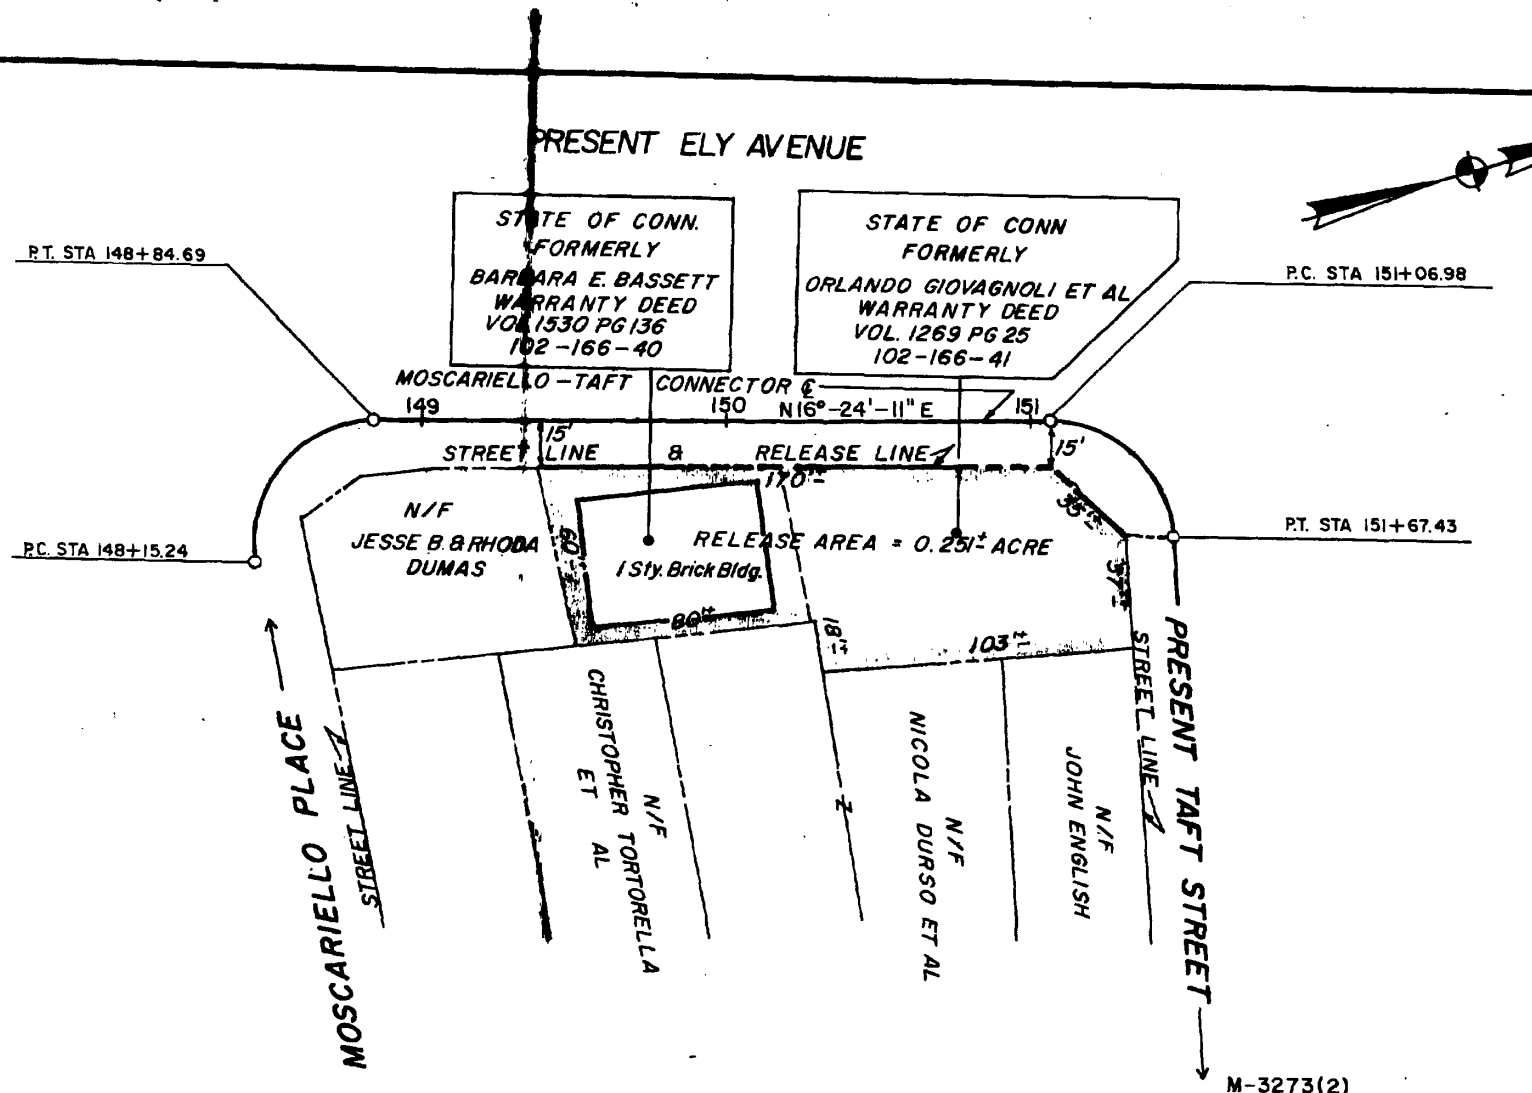 PRESENT ELY AVENUE
STATE OF CONN.
FORMERLY
BARBARA E. BASSETT
WARRANTY DEED
VOL 1530 PG 136
102-166-40
STATE OF CONN
FORMERLY
ORLANDO GIOVAGNOLI ET AL
WARRANTY DEED
VOL. 1269 PG 25
102-166-41
P.T. STA 148+84.69
P.C. STA 151+06.98
MOSCARIELLO-TAFT CONNECTOR ℄
149
150
N16°-24'-11" E
151
15'
15'
STREET LINE & RELEASE LINE
170'±
35'±
N/F
JESSE B. & RHODA
DUMAS
60'±
RELEASE AREA = 0.251± ACRE
1 Sty. Brick Bldg.
P.C. STA 148+15.24
P.T. STA 151+67.43
37'±
80'±
18'±
103'±
MOSCARIELLO PLACE
STREET LINE
N/F
CHRISTOPHER TORTORELLA
ET AL
Z
N/F
NICOLA DURSO ET AL
N/F
JOHN ENGLISH
STREET LINE
PRESENT TAFT STREET
M-3273(2)